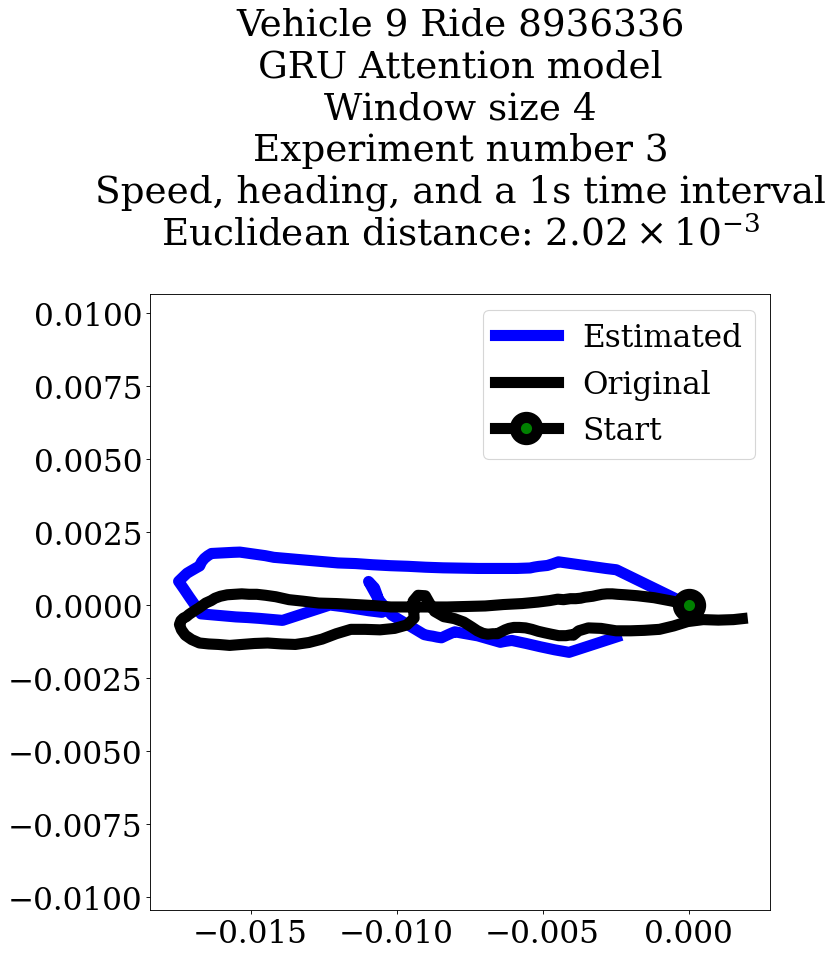 Vehicle 9 Ride 8936336
GRU Attention model
Window size 4
Experiment number 3
Speed, heading, and a 1s time interval
Euclidean distance: 2.02 × 10⁻³
Estimated
Original
Start
0.0100
0.0075
0.0050
0.0025
0.0000
−0.0025
−0.0050
−0.0075
−0.0100
−0.015 −0.010 −0.005 0.000